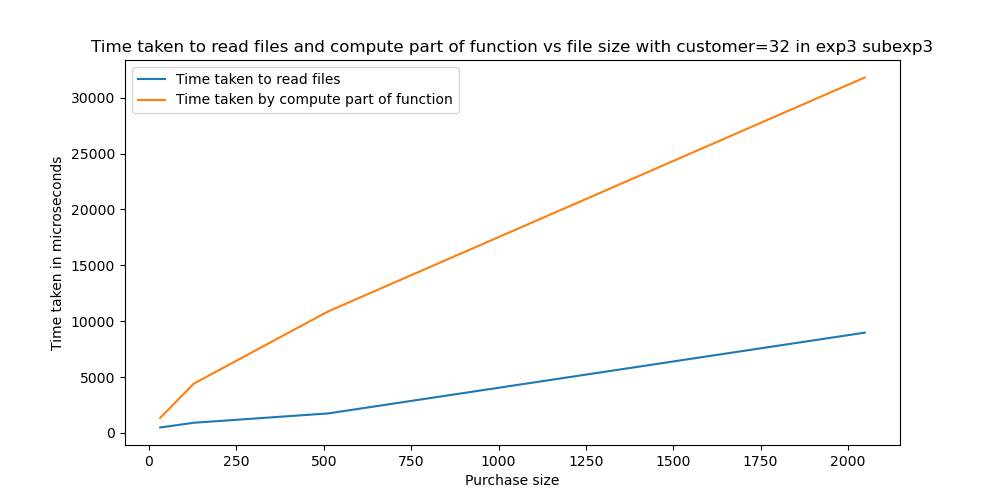 Time taken to read files and compute part of function vs file size with customer=32 in exp3 subexp3
Time taken to read files
Time taken by compute part of function
30000
25000
20000
15000
10000
5000
0
Time taken in microseconds
0 250 500 750 1000 1250 1500 1750 2000
Purchase size